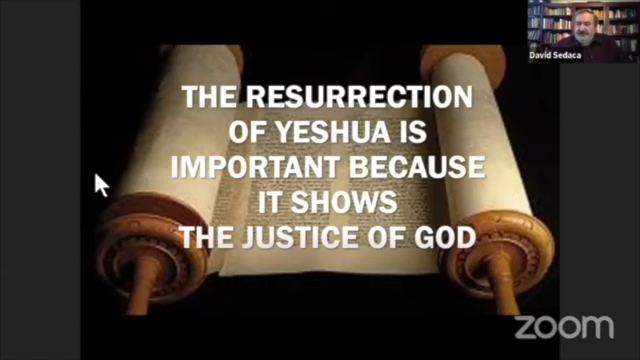 David Sedaca
THE RESURRECTION
OF YESHUA IS
IMPORTANT BECAUSE
IT SHOWS
THE JUSTICE OF GOD
zoom